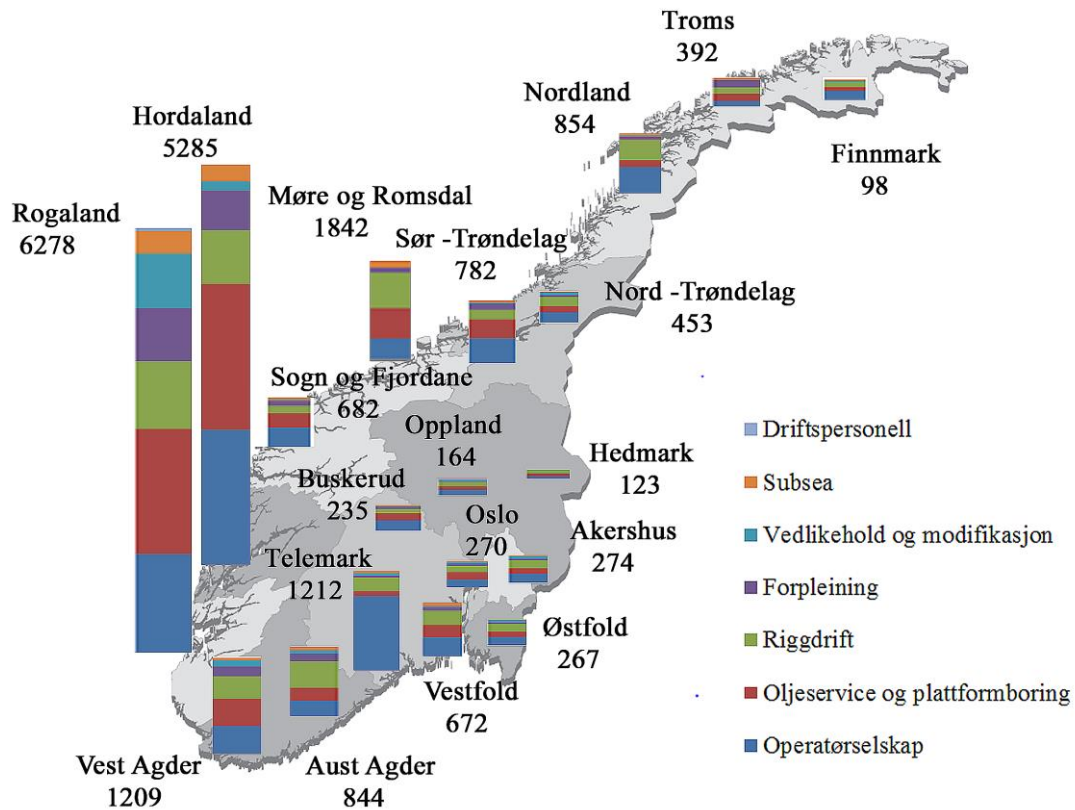 Troms
392
Nordland
854
Finnmark
98
Hordaland
5285
Rogaland
6278
Møre og Romsdal
1842
Sør -Trøndelag
782
Nord -Trøndelag
453
Sogn og Fjordane
682
Oppland
164
Hedmark
123
Buskerud
235
Oslo
270
Akershus
274
Telemark
1212
Østfold
267
Vestfold
672
Vest Agder
1209
Aust Agder
844
Driftspersonell
Subsea
Vedlikehold og modifikasjon
Forpleining
Riggdrift
Oljeservice og plattformboring
Operatørselskap